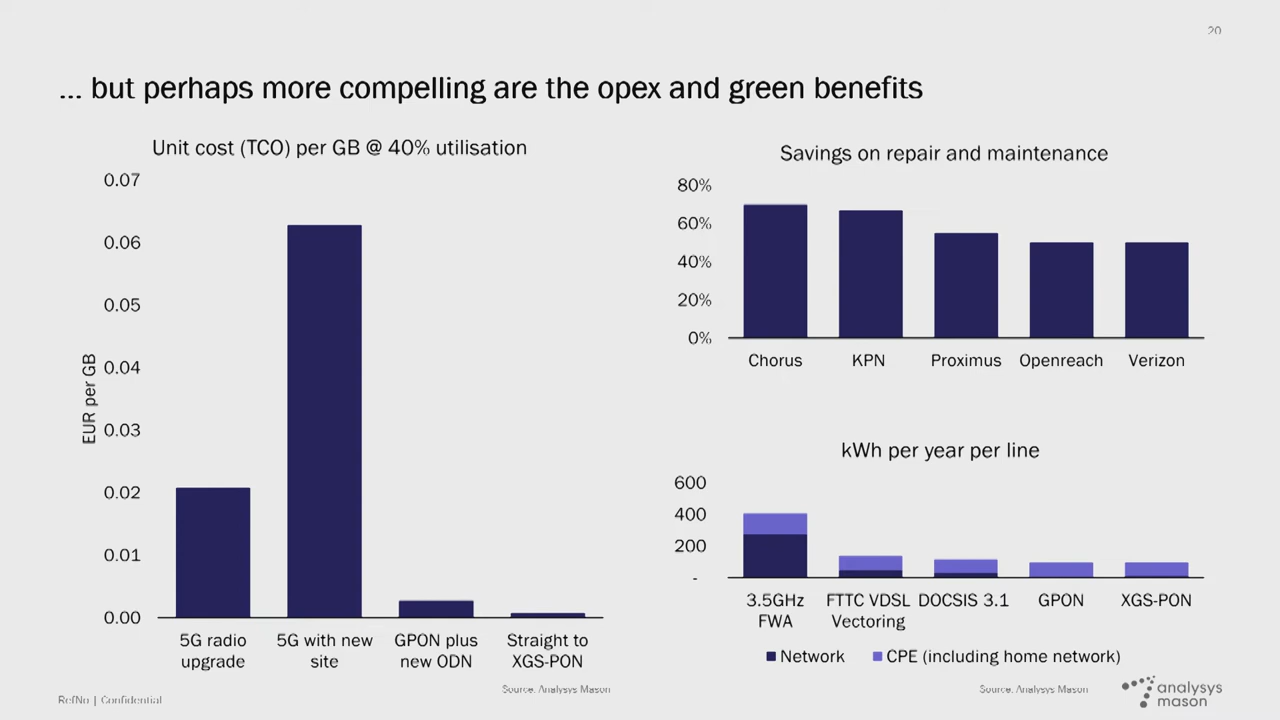 20
... but perhaps more compelling are the opex and green benefits
Unit cost (TCO) per GB @ 40% utilisation
EUR per GB
0.07
0.06
0.05
0.04
0.03
0.02
0.01
0.00
5G radio upgrade
5G with new site
GPON plus new ODN
Straight to XGS-PON
Source: Analysys Mason
Savings on repair and maintenance
80%
60%
40%
20%
0%
Chorus
KPN
Proximus
Openreach
Verizon
kWh per year per line
600
400
200
-
3.5GHz FWA
FTTC VDSL Vectoring
DOCSIS 3.1
GPON
XGS-PON
Network
CPE (including home network)
Source: Analysys Mason
RefNo | Confidential
analysys
mason